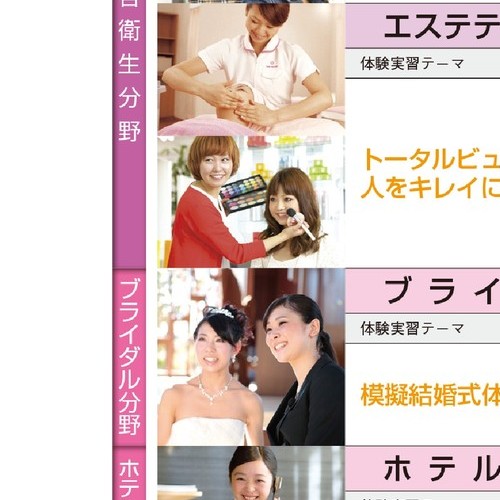 衛生分野
エステテ
体験実習テーマ
トータルビュ
人をキレイに
ブライダル分野
ブライ
体験実習テーマ
模擬結婚式体
ホテ
ホテル